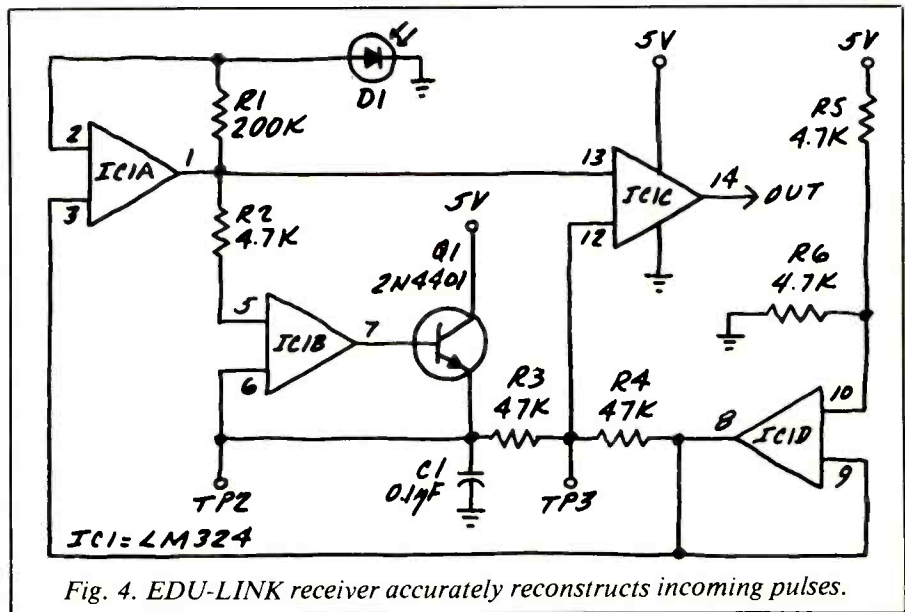 5V
5V
D1
R1
200K
R5
4.7K
2
IC1A
1
3
13
IC1C
14
OUT
12
R2
4.7K
5V
Q1
2N4401
R6
4.7K
5
IC1B
7
6
R3
47K
R4
47K
8
IC1D
10
9
C1
0.1µF
TP2
TP3
IC1=LM324
Fig. 4. EDU-LINK receiver accurately reconstructs incoming pulses.